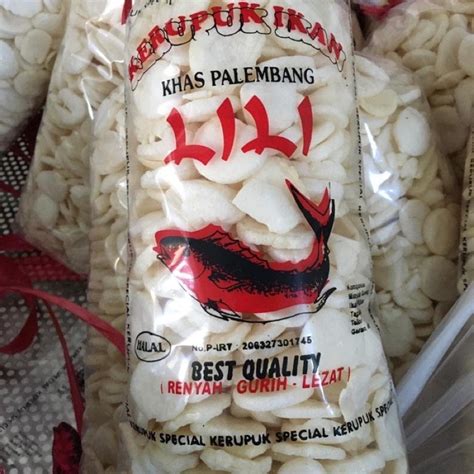 KERUPUK IKAN
KHAS PALEMBANG
LILI
HALAL
No.P-IRT : 206327301745
BEST QUALITY
( RENYAH - GURIH - LEZAT )
KERUPUK SPECIAL KERUPUK SPECIAL KERUPUK SPECIAL